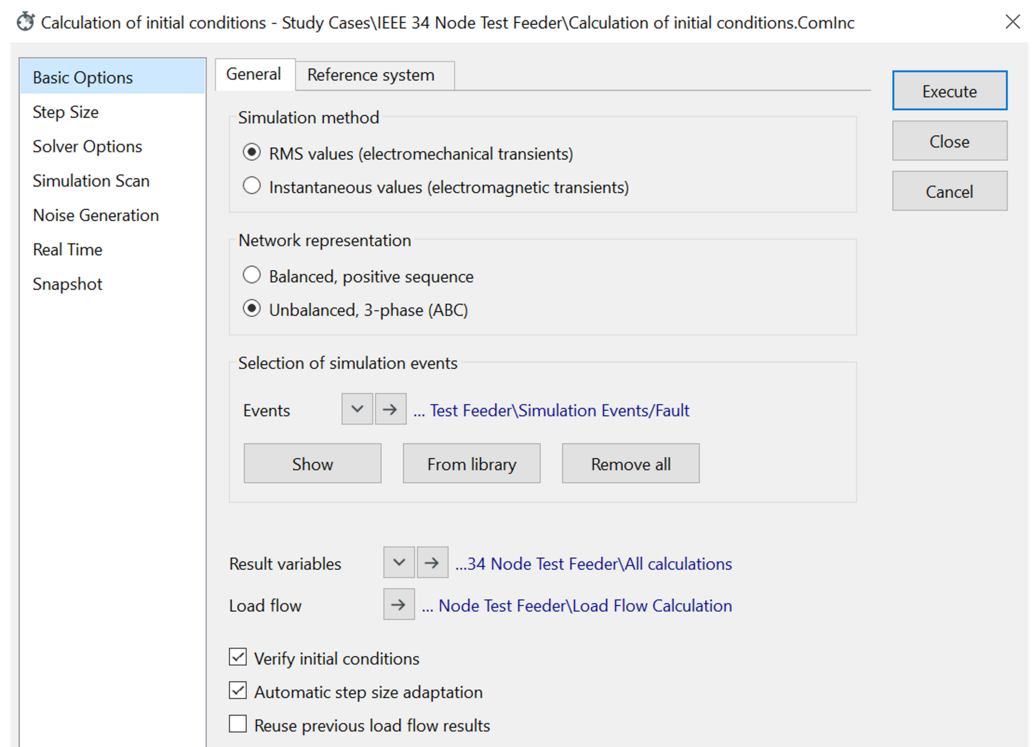 Calculation of initial conditions - Study Cases\IEEE 34 Node Test Feeder\Calculation of initial conditions.ComInc
Basic Options
Step Size
Solver Options
Simulation Scan
Noise Generation
Real Time
Snapshot
General
Reference system
Simulation method
RMS values (electromechanical transients)
Instantaneous values (electromagnetic transients)
Network representation
Balanced, positive sequence
Unbalanced, 3-phase (ABC)
Selection of simulation events
Events ... Test Feeder\Simulation Events/Fault
Show
From library
Remove all
Result variables ...34 Node Test Feeder\All calculations
Load flow ... Node Test Feeder\Load Flow Calculation
Verify initial conditions
Automatic step size adaptation
Reuse previous load flow results
Execute
Close
Cancel